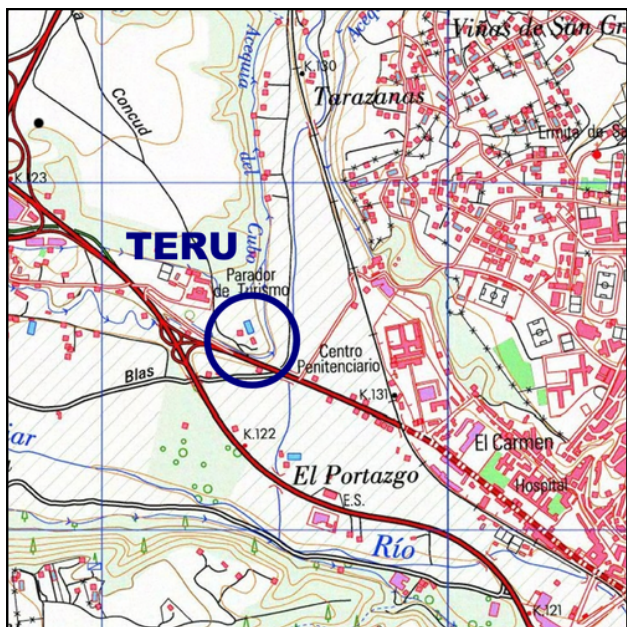 Viñas de San Gr
Acequia del Cubo
Aceq
K.130
Tarazanas
Concud
Ermita de Sa
K.123
TERU
Parador
de Turismo
Centro
Penitenciario
Blas
K.131
K.122
El Carmen
Hospital
El Portazgo
E.S.
Río
K.121